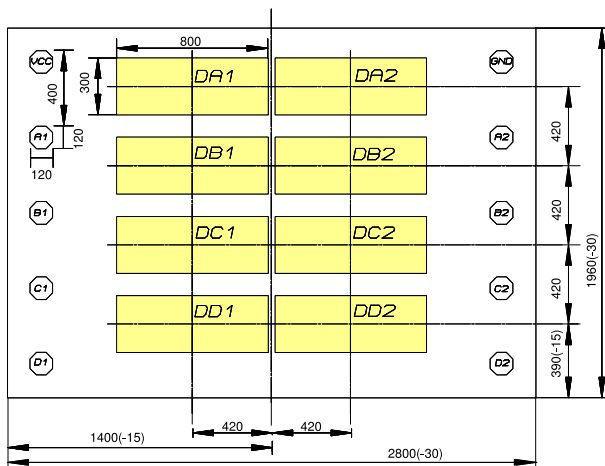 800
VCC
DA1
DA2
GND
300
400
A1
120
120
DB1
DB2
A2
420
B1
DC1
DC2
B2
420
1960(-30)
C1
DD1
DD2
C2
420
D1
D2
390(-15)
420
420
1400(-15)
2800(-30)